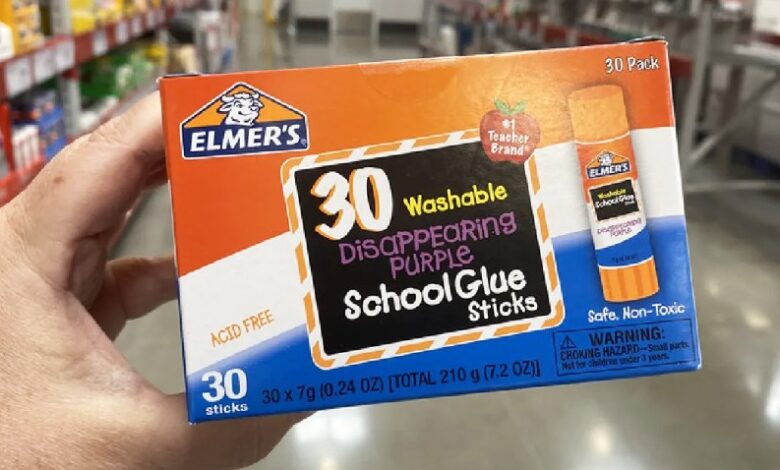 30 Pack
ELMER'S
#1
Teacher
Brand
30 Washable
Disappearing
Purple
School Glue
Sticks
ELMER'S
Washable
School Glue
Disappearing
Purple
ACID FREE
Safe, Non-Toxic
WARNING:
CHOKING HAZARD—Small parts.
Not for children under 3 years.
30
sticks
30 x 7g (0.24 OZ) [TOTAL 210 g (7.2 OZ)]